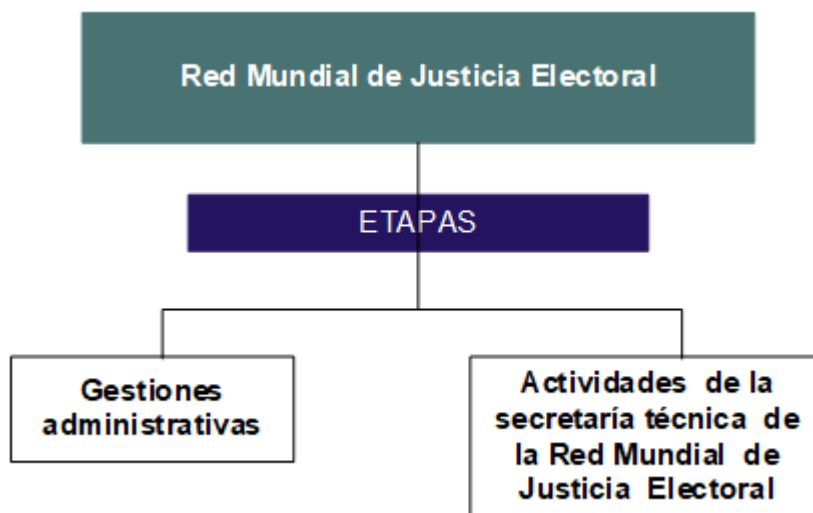 Red Mundial de Justicia Electoral
ETAPAS
Gestiones
administrativas
Actividades de la
secretaría técnica de
la Red Mundial de
Justicia Electoral